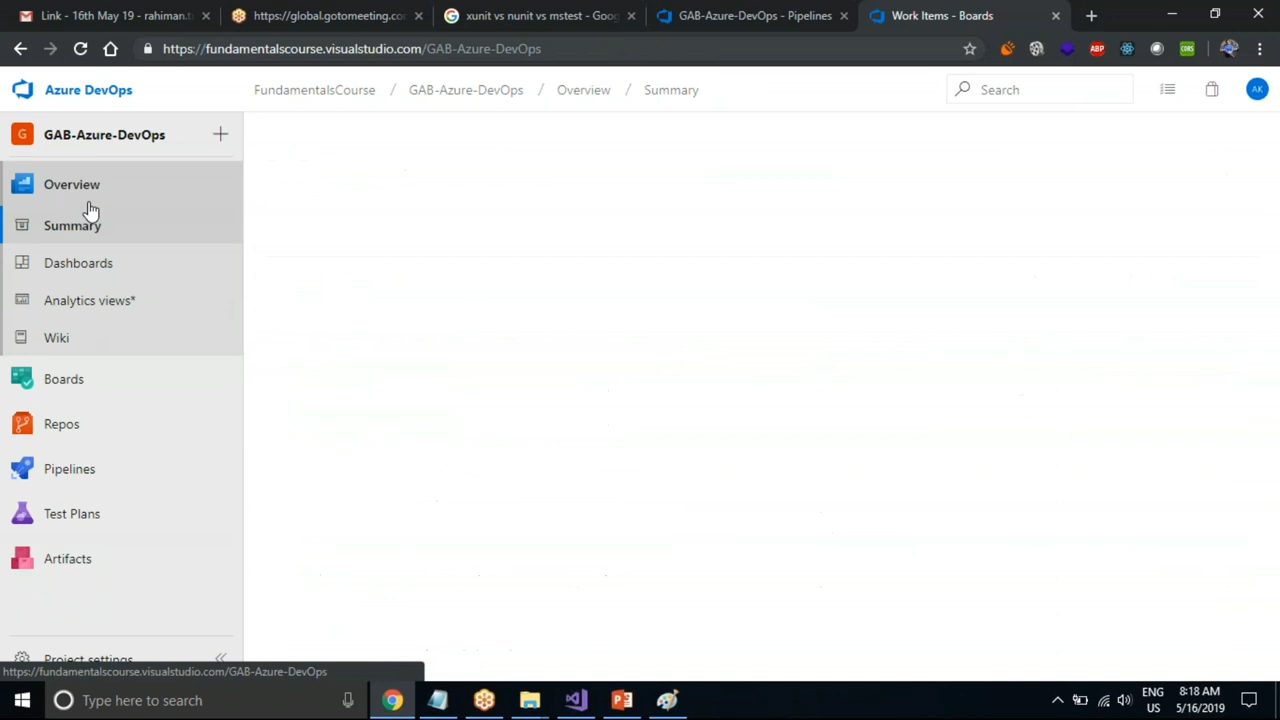 Link - 16th May 19 - rahiman.t
https://global.gotomeeting.co
xunit vs nunit vs mstest - Goog
GAB-Azure-DevOps - Pipelines
Work Items - Boards
https://fundamentalscourse.visualstudio.com/GAB-Azure-DevOps
ABP
CORS
Azure DevOps
FundamentalsCourse / GAB-Azure-DevOps / Overview / Summary
Search
AK
G GAB-Azure-DevOps
Overview
Summary
Dashboards
Analytics views*
Wiki
Boards
Repos
Pipelines
Test Plans
Artifacts
Project settings
https://fundamentalscourse.visualstudio.com/GAB-Azure-DevOps
Type here to search
ENG
US
8:18 AM
5/16/2019